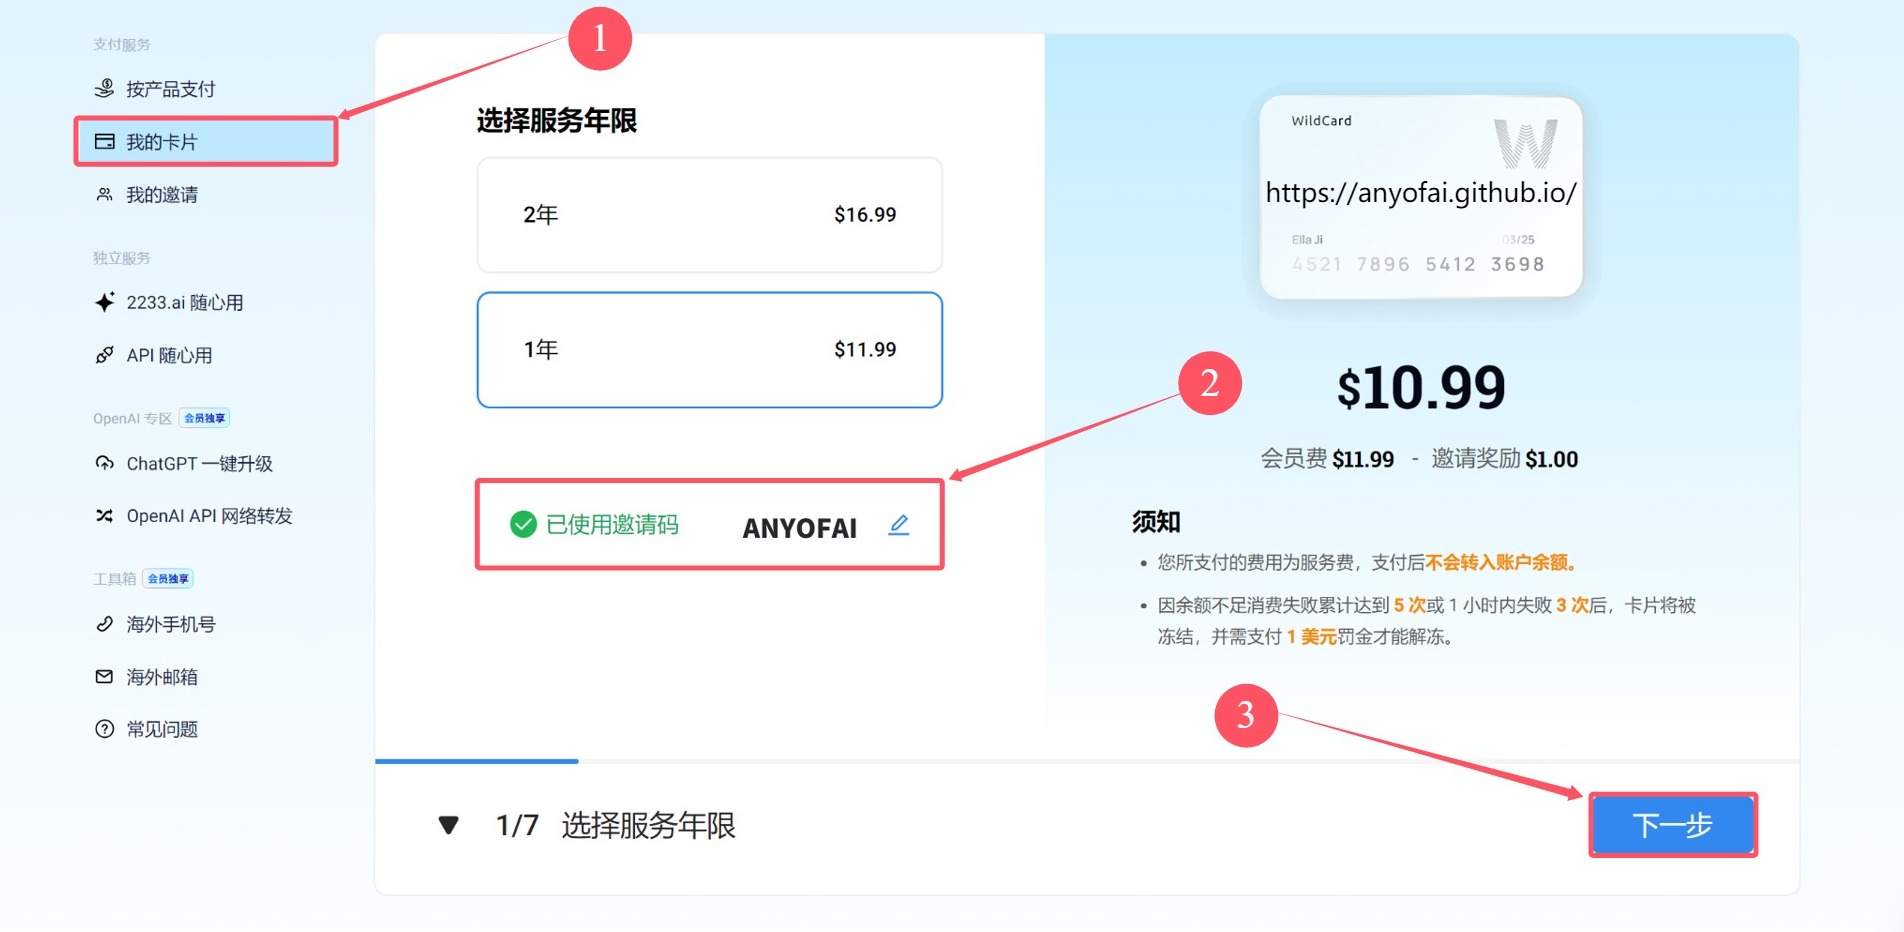 支付服务
按产品支付
我的卡片
我的邀请
独立服务
2233.ai 随心用
API 随心用
OpenAI 专区 会员独享
ChatGPT 一键升级
OpenAI API 网络转发
工具箱 会员独享
海外手机号
海外邮箱
常见问题
1
选择服务年限
2年 $16.99
1年 $11.99
2
已使用邀请码 ANYOFAI
WildCard
W
https://anyofai.github.io/
Ella Ji 03/25
4521 7896 5412 3698
$10.99
会员费 $11.99 - 邀请奖励 $1.00
须知
• 您所支付的费用为服务费，支付后不会转入账户余额。
• 因余额不足消费失败累计达到 5 次或 1 小时内失败 3 次后，卡片将被
冻结，并需支付 1 美元罚金才能解冻。
3
1/7 选择服务年限
下一步